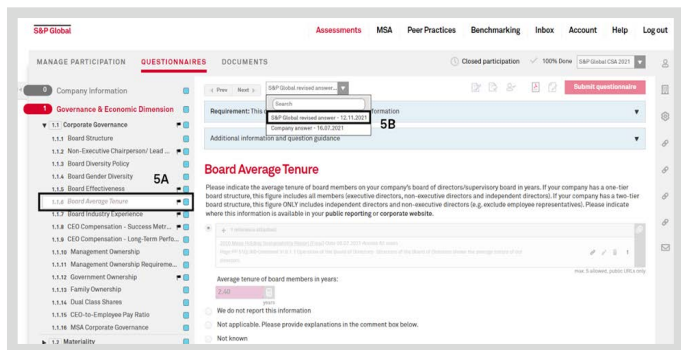 S&P Global
Assessments MSA Peer Practices Benchmarking Inbox Account Help Log out
MANAGE PARTICIPATION QUESTIONNAIRES DOCUMENTS
Closed participation 100% Done S&P Global CSA 2021
0 Company Information
Prev Next S&P Global revised answer...
Submit questionnaire
1 Governance & Economic Dimension
Search
S&P Global revised answer - 12.11.2021
Company answer - 16.07.2021
5B
Requirement: This
formation
1.1 Corporate Governance
1.1.1 Board Structure
Additional information and question guidance
1.1.2 Non-Executive Chairperson/ Lead ...
1.1.3 Board Diversity Policy
1.1.4 Board Gender Diversity
5A
1.1.5 Board Effectiveness
1.1.6 Board Average Tenure
1.1.7 Board Industry Experience
1.1.8 CEO Compensation - Success Metr...
1.1.9 CEO Compensation - Long-Term Perfo...
1.1.10 Management Ownership
1.1.11 Management Ownership Requireme...
1.1.12 Government Ownership
1.1.13 Family Ownership
1.1.14 Dual Class Shares
1.1.15 CEO-to-Employee Pay Ratio
1.1.16 MSA Corporate Governance
1.2 Materiality
Board Average Tenure
Please indicate the average tenure of board members on your company's board of directors/supervisory board in years. If your company has a one-tier
board structure, this figure includes all members (executive directors, non-executive directors and independent directors). If your company has a two-tier
board structure, this figure ONLY includes independent directors and non-executive directors (e.g. exclude employee representatives). Please indicate
where this information is available in your public reporting or corporate website.
Average tenure of board members in years:
2.40
years
max. 5 allowed, public URLs only
We do not report this information
Not applicable. Please provide explanations in the comment box below.
Not known